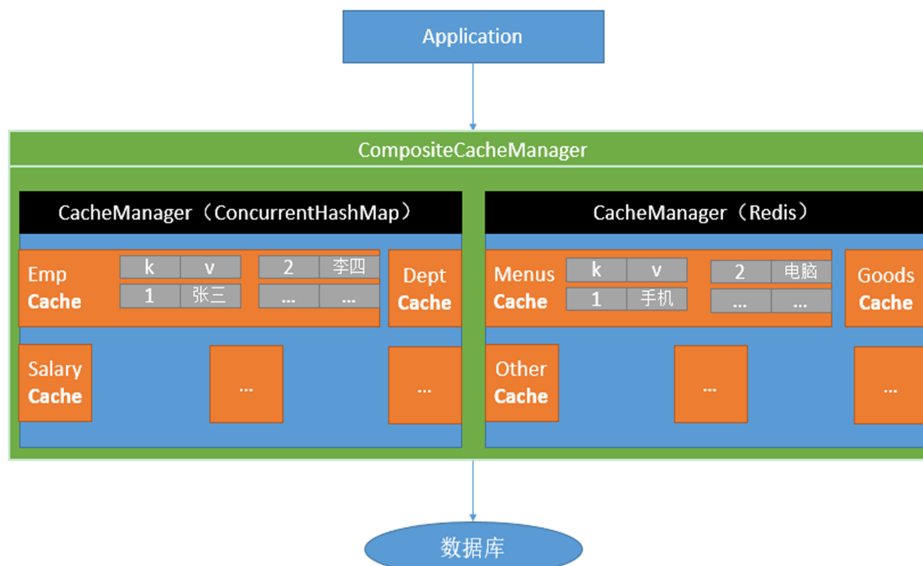 Application
CompositeCacheManager
CacheManager（ConcurrentHashMap）
CacheManager（Redis）
Emp
Cache
k v
1 张三
2 李四
... ...
Dept
Cache
Menus
Cache
k v
1 手机
2 电脑
... ...
Goods
Cache
Salary
Cache
...
...
Other
Cache
...
...
数据库